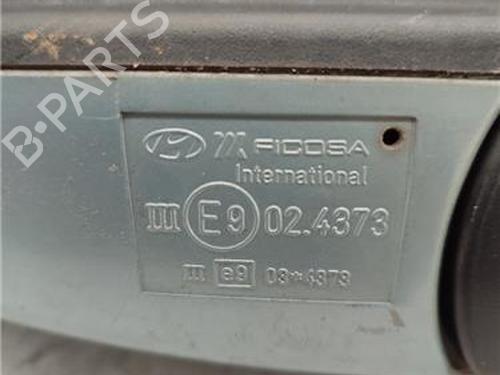 B-PARTS
FICOSA
International
III E9 02.4373
III e9 03*4373